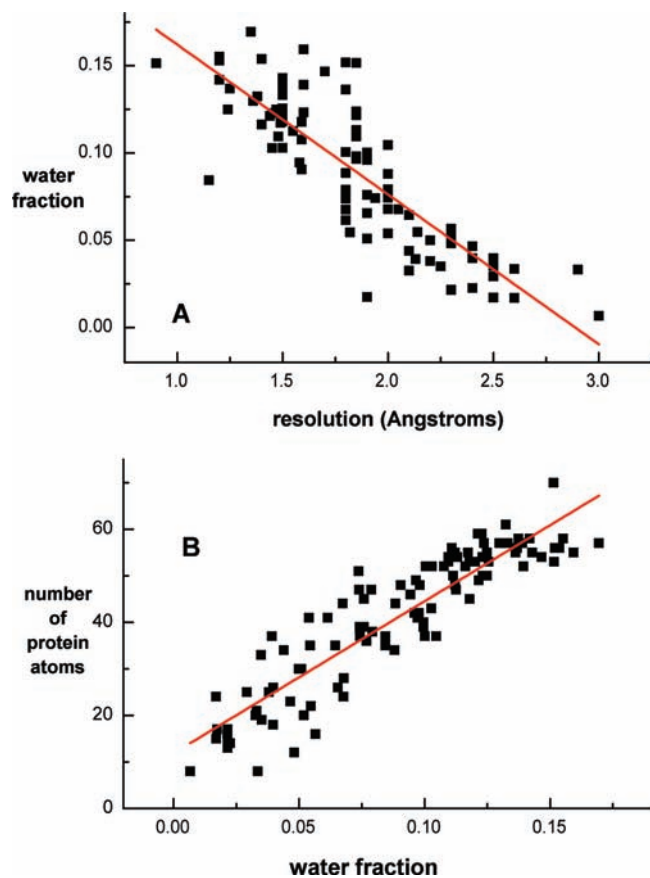 0.15
0.10
water
fraction
0.05
0.00
A
1.0 1.5 2.0 2.5 3.0
resolution (Angstroms)
60
B
number
of
protein
atoms
40
20
0
0.00 0.05 0.10 0.15
water fraction